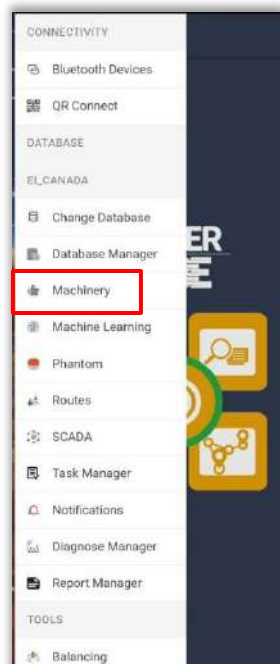 CONNECTIVITY
Bluetooth Devices
QR Connect
DATABASE
EI_CANADA
Change Database
Database Manager
ER
Machinery
Machine Learning
Phantom
Routes
SCADA
Task Manager
Notifications
Diagnose Manager
Report Manager
TOOLS
Balancing